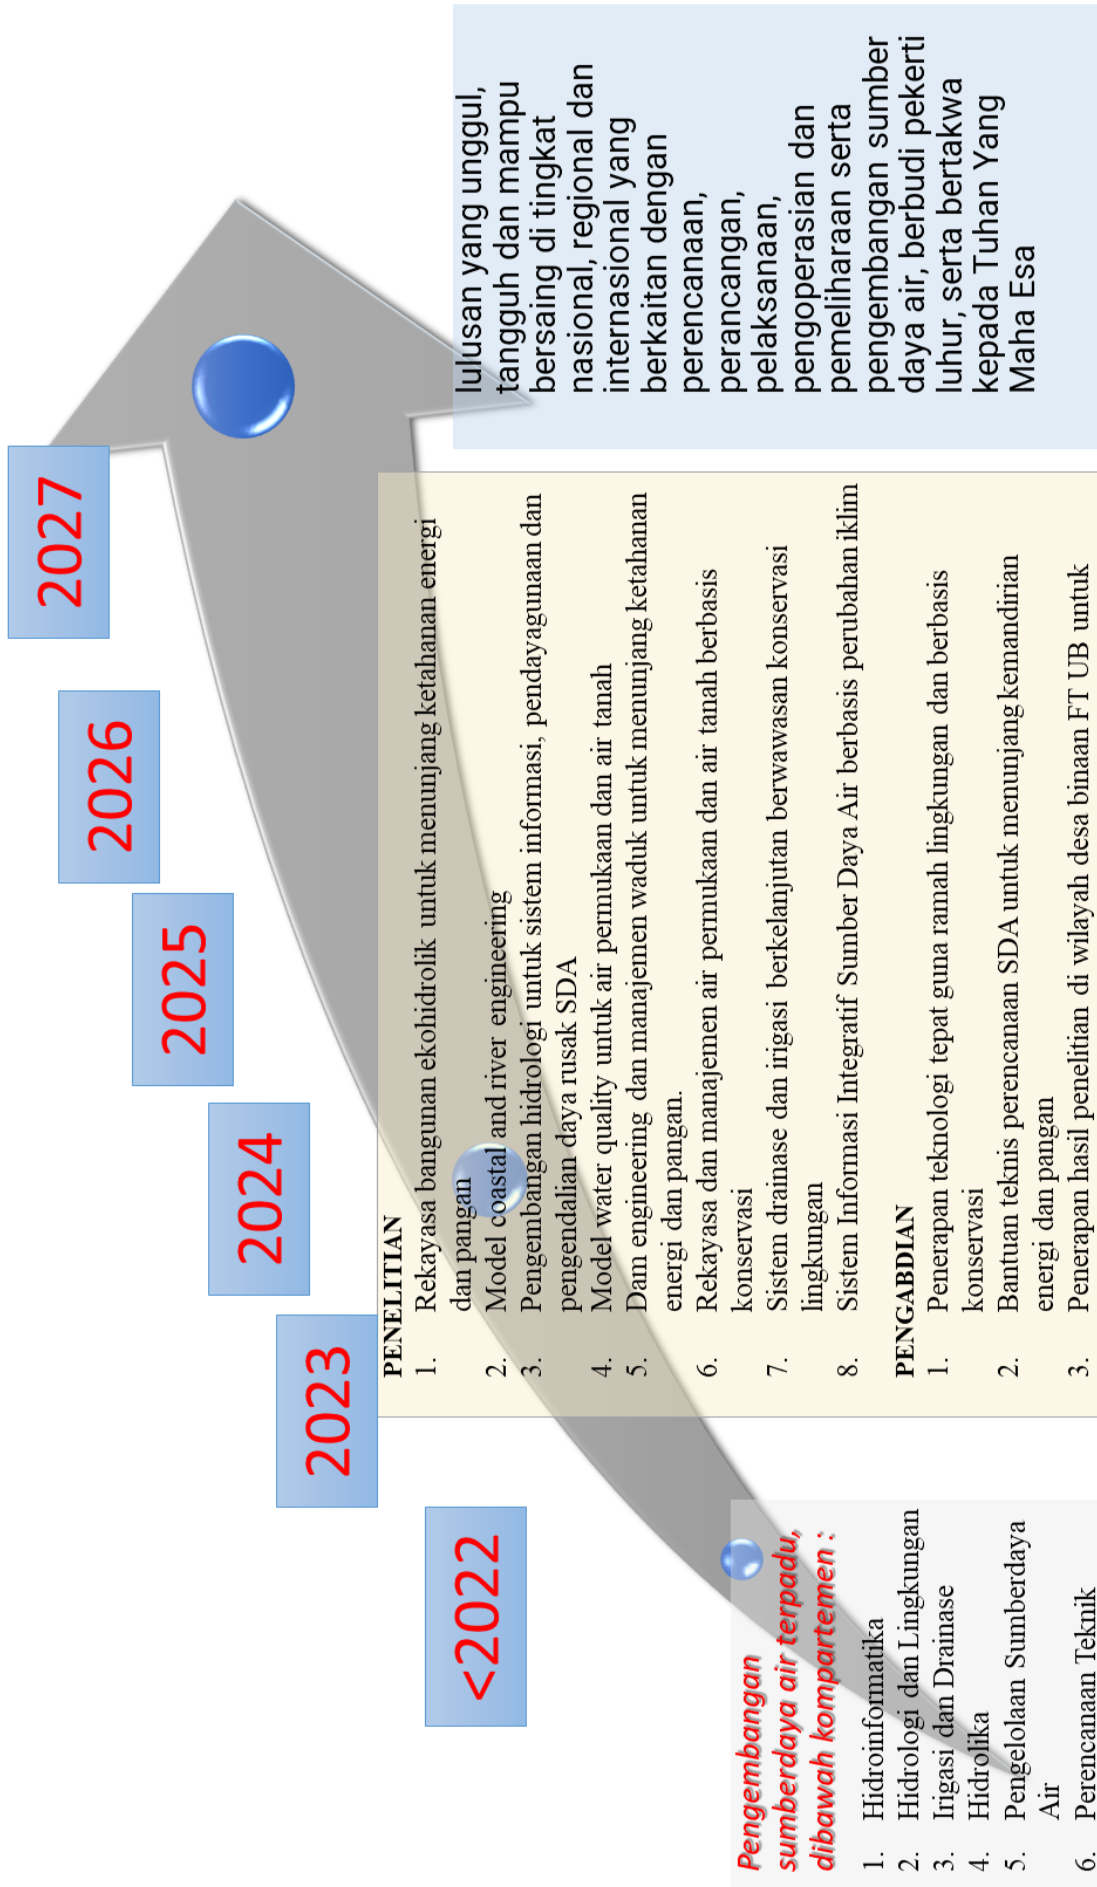 <2022
2023
2024
2025
2026
2027
Pengembangan
sumberdaya air terpadu,
dibawah kompartemen :
1. Hidroinformatika
2. Hidrologi dan Lingkungan
3. Irigasi dan Drainase
4. Hidrolika
5. Pengelolaan Sumberdaya
Air
6. Perencanaan Teknik
PENELITIAN
1. Rekayasa bangunan ekohidrolik untuk menunjang ketahanan energi
dan pangan
2. Model coastal and river engineering
3. Pengembangan hidrologi untuk sistem informasi, pendayagunaan dan
pengendalian daya rusak SDA
4. Model water quality untuk air permukaan dan air tanah
5. Dam engineering dan manajemen waduk untuk menunjang ketahanan
energi dan pangan.
6. Rekayasa dan manajemen air permukaan dan air tanah berbasis
konservasi
7. Sistem drainase dan irigasi berkelanjutan berwawasan konservasi
lingkungan
8. Sistem Informasi Integratif Sumber Daya Air berbasis perubahan iklim
PENGABDIAN
1. Penerapan teknologi tepat guna ramah lingkungan dan berbasis
konservasi
2. Bantuan teknis perencanaan SDA untuk menunjang kemandirian
energi dan pangan
3. Penerapan hasil penelitian di wilayah desa binaan FT UB untuk
lulusan yang unggul,
tangguh dan mampu
bersaing di tingkat
nasional, regional dan
internasional yang
berkaitan dengan
perencanaan,
perancangan,
pelaksanaan,
pengoperasian dan
pemeliharaan serta
pengembangan sumber
daya air, berbudi pekerti
luhur, serta bertakwa
kepada Tuhan Yang
Maha Esa